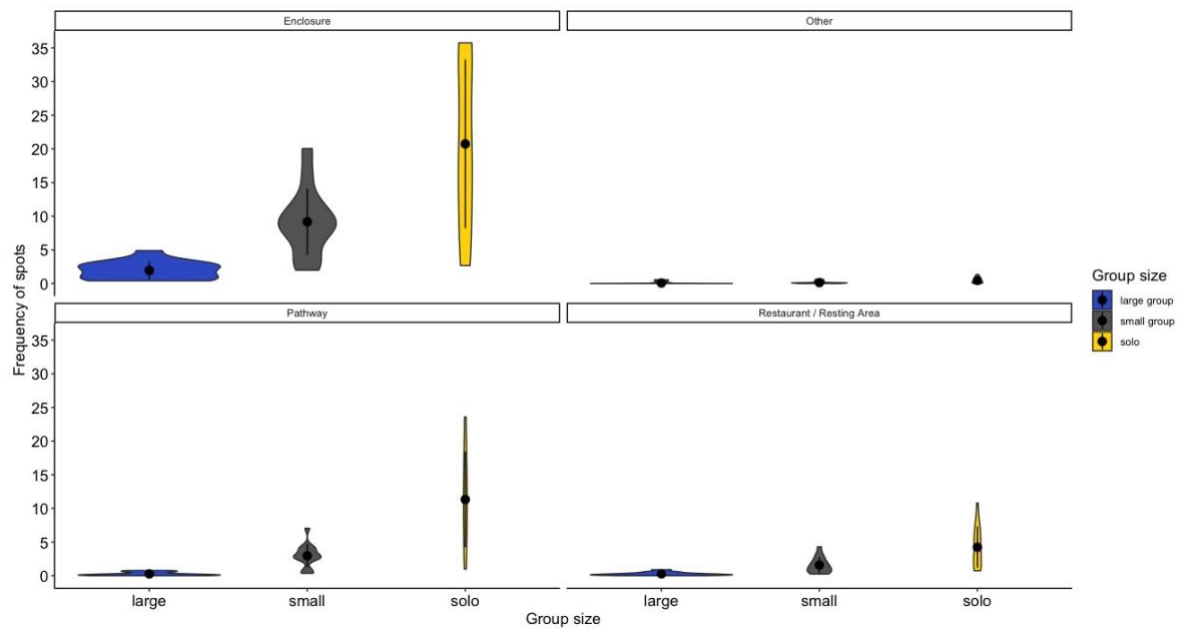 Enclosure
Other
35
30
25
20
15
10
5
0
Pathway
Restaurant / Resting Area
35
30
25
20
15
10
5
0
Frequency of spots
large
small
solo
large
small
solo
Group size
Group size
large group
small group
solo